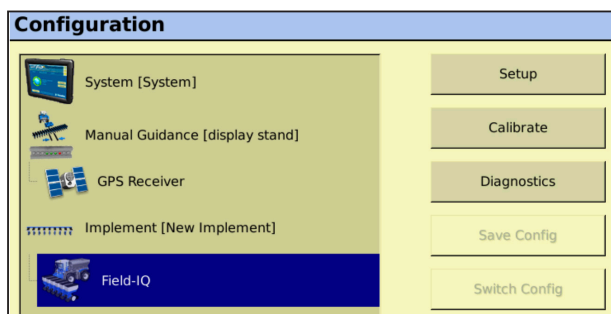 Configuration
System [System]
Manual Guidance [display stand]
GPS Receiver
Implement [New Implement]
Field-IQ
Setup
Calibrate
Diagnostics
Save Config
Switch Config